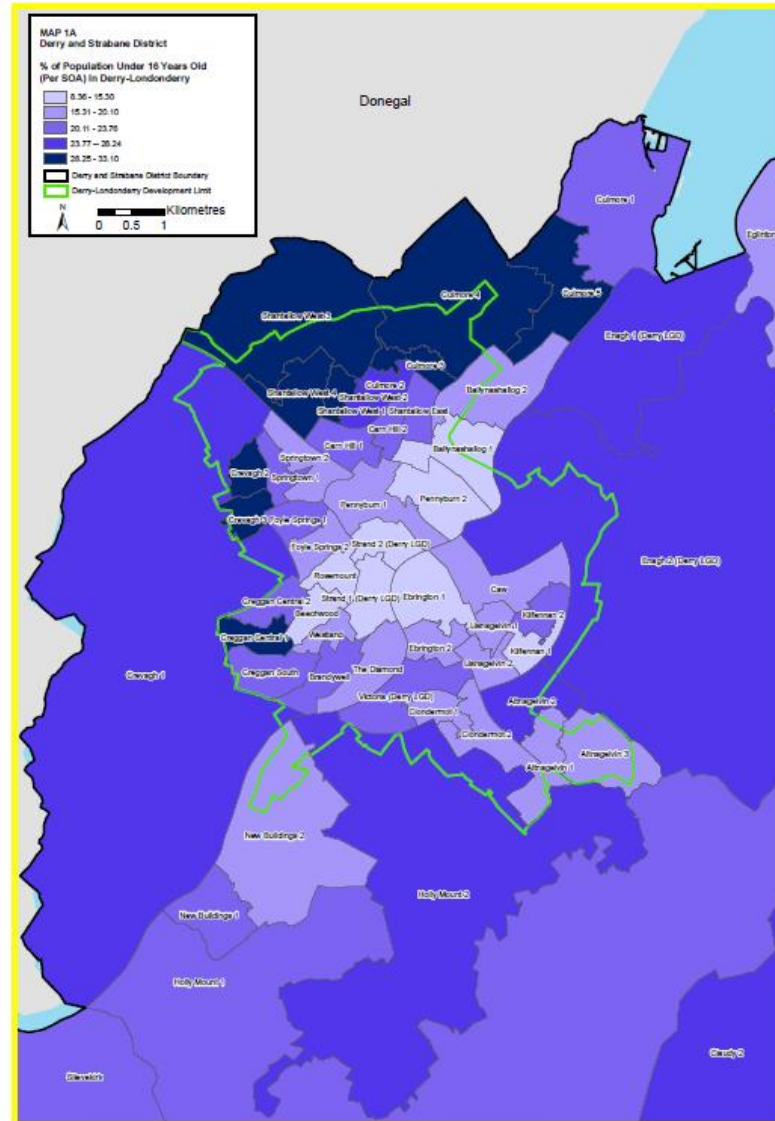 MAP 1A
Derry and Strabane District
% of Population Under 16 Years Old
(Per SOA) in Derry-Londonderry
8.36 - 15.30
15.31 - 20.10
20.11 - 23.76
23.77 - 28.24
28.25 - 33.10
Derry and Strabane District Boundary
Derry-Londonderry Development Limit
N
Kilometres
0 0.5 1
Donegal
Culmore 1
Eglinton
Culmore 4
Culmore 5
Shantallow West 3
Enagh 1 (Derry LGD)
Culmore 3
Culmore 2
Shantallow West 4
Shantallow West 2
Ballynashallog 2
Shantallow West 1
Shantallow East
Carn Hill 2
Carn Hill 1
Ballynashallog 1
Springtown 2
Crevagh 2
Springtown 1
Pennyburn 2
Pennyburn 1
Crevagh 3
Foyle Springs 1
Strand 2 (Derry LGD)
Foyle Springs 2
Enagh 2 (Derry LGD)
Rosemount
Caw
Creggan Central 2
Strand 1 (Derry LGD)
Ebrington 1
Beechwood
Kilfennan 2
Lisnagelvin 1
Creggan Central 1
Westland
Ebrington 2
Kilfennan 1
Lisnagelvin 2
Creggan South
The Diamond
Brandywell
Crevagh 1
Victoria (Derry LGD)
Altnagelvin 2
Clondermot 1
Clondermot 2
Altnagelvin 3
Altnagelvin 1
New Buildings 2
Holly Mount 2
New Buildings 1
Holly Mount 1
Claudy 2
Slievekirk